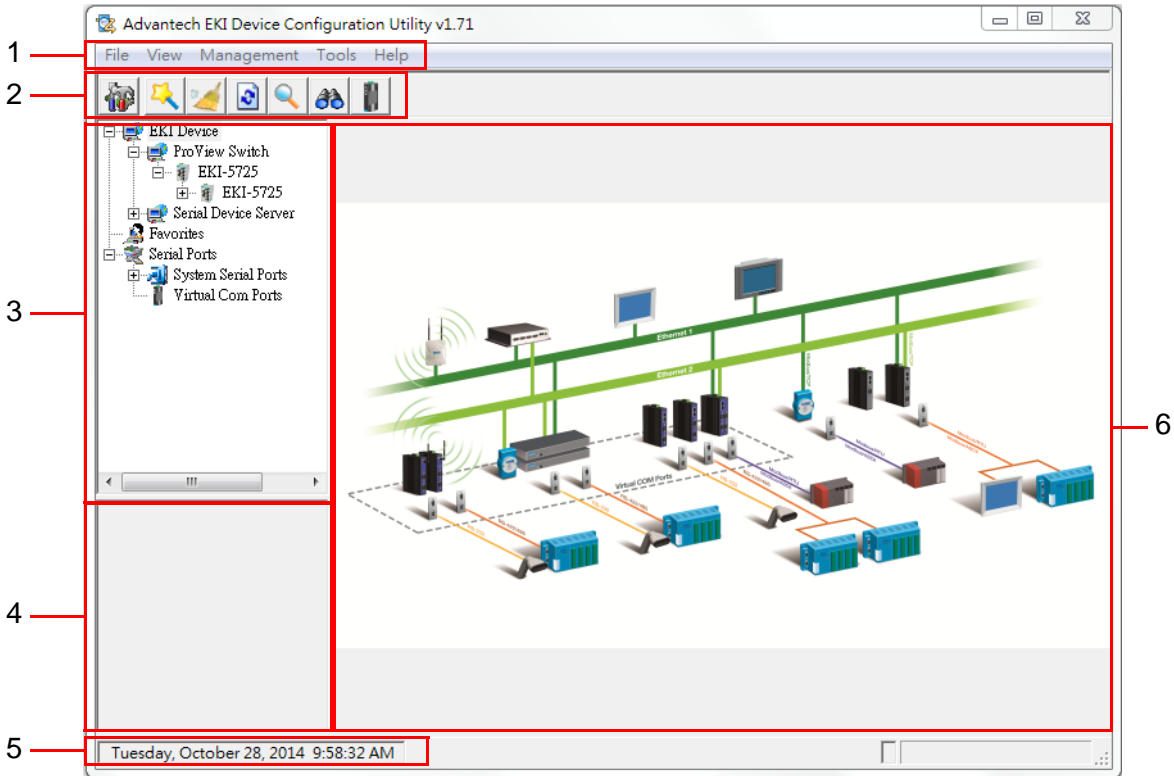 Advantech EKI Device Configuration Utility v1.71
1
File View Management Tools Help
2
3
EKI Device
ProView Switch
EKI-5725
EKI-5725
Serial Device Server
Favorites
Serial Ports
System Serial Ports
Virtual Com Ports
Ethernet 1
Ethernet 2
Virtual COM Ports
6
4
5
Tuesday, October 28, 2014 9:58:32 AM